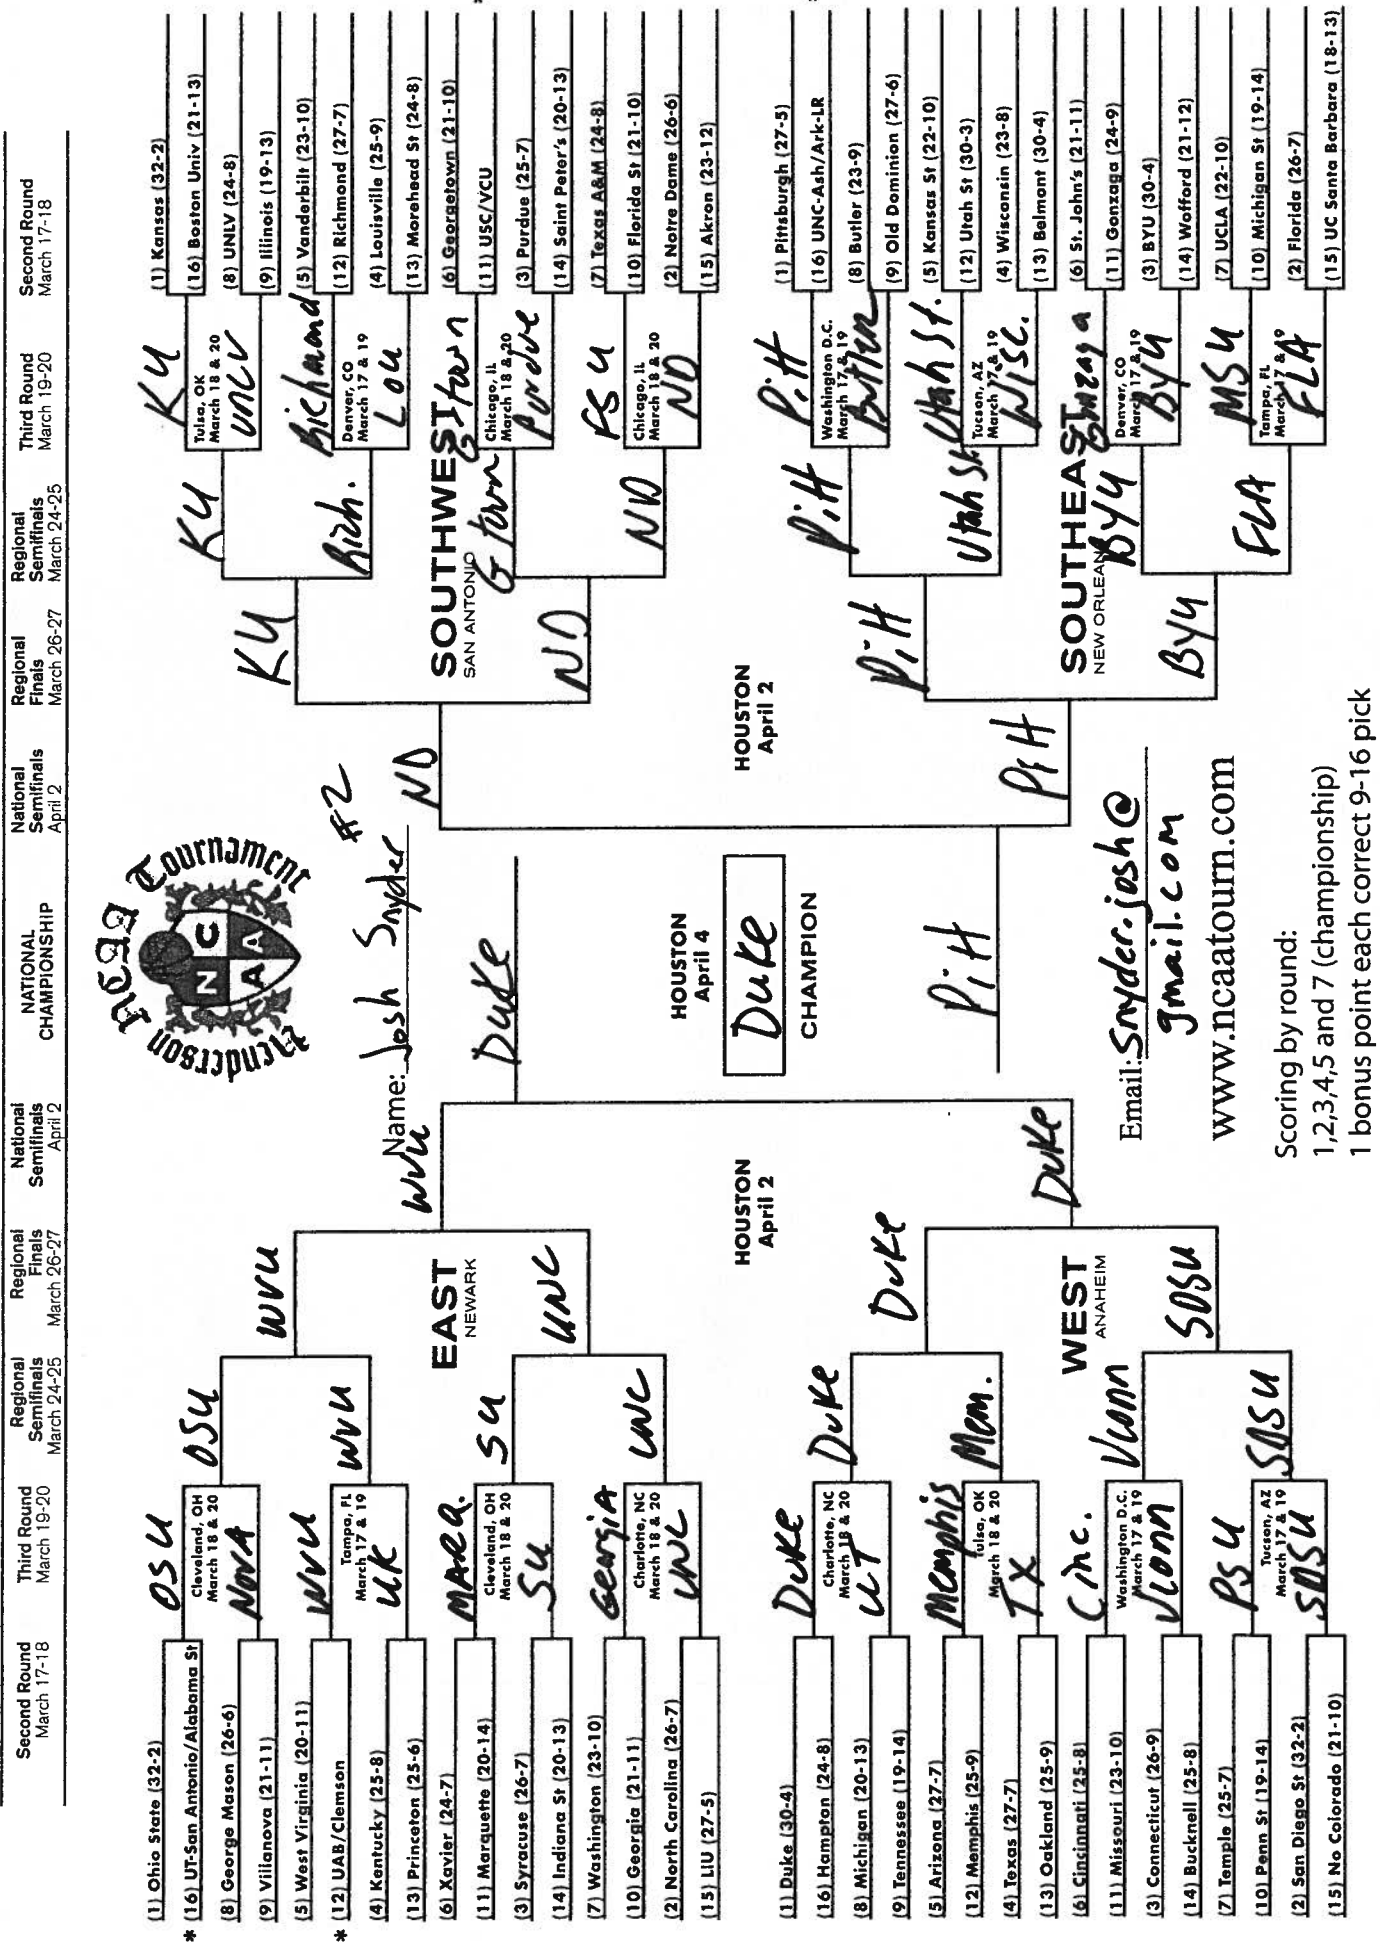 Second Round
March 17-18
Third Round
March 19-20
Regional
Semifinals
March 24-25
Regional
Finals
March 26-27
National
Semifinals
April 2
NATIONAL
CHAMPIONSHIP
National
Semifinals
April 2
Regional
Finals
March 26-27
Regional
Semifinals
March 24-25
Third Round
March 19-20
Second Round
March 17-18
Henderson NCAA Tournament
N C
A A
Name: Josh Snyder #2
(1) Ohio State (32-2)
* (16) UT-San Antonio/Alabama St
(8) George Mason (26-6)
(9) Villanova (21-11)
(5) West Virginia (20-11)
* (12) UAB/Clemson
(4) Kentucky (25-8)
(13) Princeton (25-6)
(6) Xavier (24-7)
(11) Marquette (20-14)
(3) Syracuse (26-7)
(14) Indiana St (20-13)
(7) Washington (23-10)
(10) Georgia (21-11)
(2) North Carolina (26-7)
(15) LIU (27-5)
OSU
Cleveland, OH
March 18 & 20
NOVA
WVU
Tampa, FL
March 17 & 19
UK
MARQ.
Cleveland, OH
March 18 & 20
SU
Georgia
Charlotte, NC
March 18 & 20
UNC
OSU
WVU
SU
UNC
WVU
UNC
EAST
NEWARK
WVU
(1) Duke (30-4)
(16) Hampton (24-8)
(8) Michigan (20-13)
(9) Tennessee (19-14)
(5) Arizona (27-7)
(12) Memphis (25-9)
(4) Texas (27-7)
(13) Oakland (25-9)
(6) Cincinnati (25-8)
(11) Missouri (23-10)
(3) Connecticut (26-9)
(14) Bucknell (25-8)
(7) Temple (25-7)
(10) Penn St (19-14)
(2) San Diego St (32-2)
(15) No Colorado (21-10)
Duke
Charlotte, NC
March 18 & 20
UT
Memphis
Tulsa, OK
March 18 & 20
TX
Cinc.
Washington D.C.
March 17 & 19
Uconn
PSU
Tucson, AZ
March 17 & 19
SDSU
Duke
Mem.
Uconn
SDSU
Duke
SDSU
WEST
ANAHEIM
Duke
HOUSTON
April 2
Duke
HOUSTON
April 4
Duke
CHAMPION
Pitt
HOUSTON
April 2
(1) Kansas (32-2)
(16) Boston Univ (21-13)
(8) UNLV (24-8)
(9) Illinois (19-13)
(5) Vanderbilt (23-10)
(12) Richmond (27-7)
(4) Louisville (25-9)
(13) Morehead St (24-8)
(6) Georgetown (21-10)
(11) USC/VCU *
(3) Purdue (25-7)
(14) Saint Peter's (20-13)
(7) Texas A&M (24-8)
(10) Florida St (21-10)
(2) Notre Dame (26-6)
(15) Akron (23-12)
KU
Tulsa, OK
March 18 & 20
UNLV
Richmond
Denver, CO
March 17 & 19
Lou
G town
Chicago, IL
March 18 & 20
Purdue
FSU
Chicago, IL
March 18 & 20
ND
KU
Rich.
G town
ND
KU
ND
SOUTHWEST
SAN ANTONIO
ND
(1) Pittsburgh (27-5)
(16) UNC-Ash/Ark-LR *
(8) Butler (23-9)
(9) Old Dominion (27-6)
(5) Kansas St (22-10)
(12) Utah St (30-3)
(4) Wisconsin (23-8)
(13) Belmont (30-4)
(6) St. John's (21-11)
(11) Gonzaga (24-9)
(3) BYU (30-4)
(14) Wofford (21-12)
(7) UCLA (22-10)
(10) Michigan St (19-14)
(2) Florida (26-7)
(15) UC Santa Barbara (18-13)
Pitt
Washington D.C.
March 17 & 19
Butler
Utah St.
Tucson, AZ
March 17 & 19
Wisc.
Gonzaga
Denver, CO
March 17 & 19
BYU
MSU
Tampa, FL
March 17 & 19
FLA
Pitt
Utah St
BYU
FLA
Pitt
BYU
SOUTHEAST
NEW ORLEANS
Pitt
Email: Snyder.josh@
gmail.com
www.ncaatourn.com
Scoring by round:
1,2,3,4,5 and 7 (championship)
1 bonus point each correct 9-16 pick